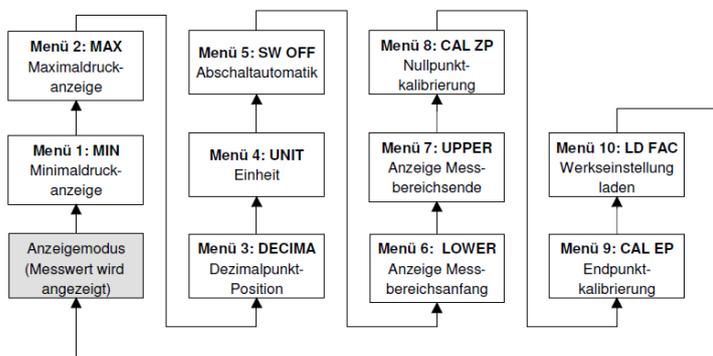 Menü 2: MAX
Maximaldruck-
anzeige
Menü 1: MIN
Minimaldruck-
anzeige
Anzeigemodus
(Messwert wird
angezeigt)
Menü 5: SW OFF
Abschaltautomatik
Menü 4: UNIT
Einheit
Menü 3: DECIMA
Dezimalpunkt-
Position
Menü 8: CAL ZP
Nullpunkt-
kalibrierung
Menü 7: UPPER
Anzeige Mess-
bereichsende
Menü 6: LOWER
Anzeige Mess-
bereichsanfang
Menü 10: LD FAC
Werkseinstellung
laden
Menü 9: CAL EP
Endpunkt-
kalibrierung